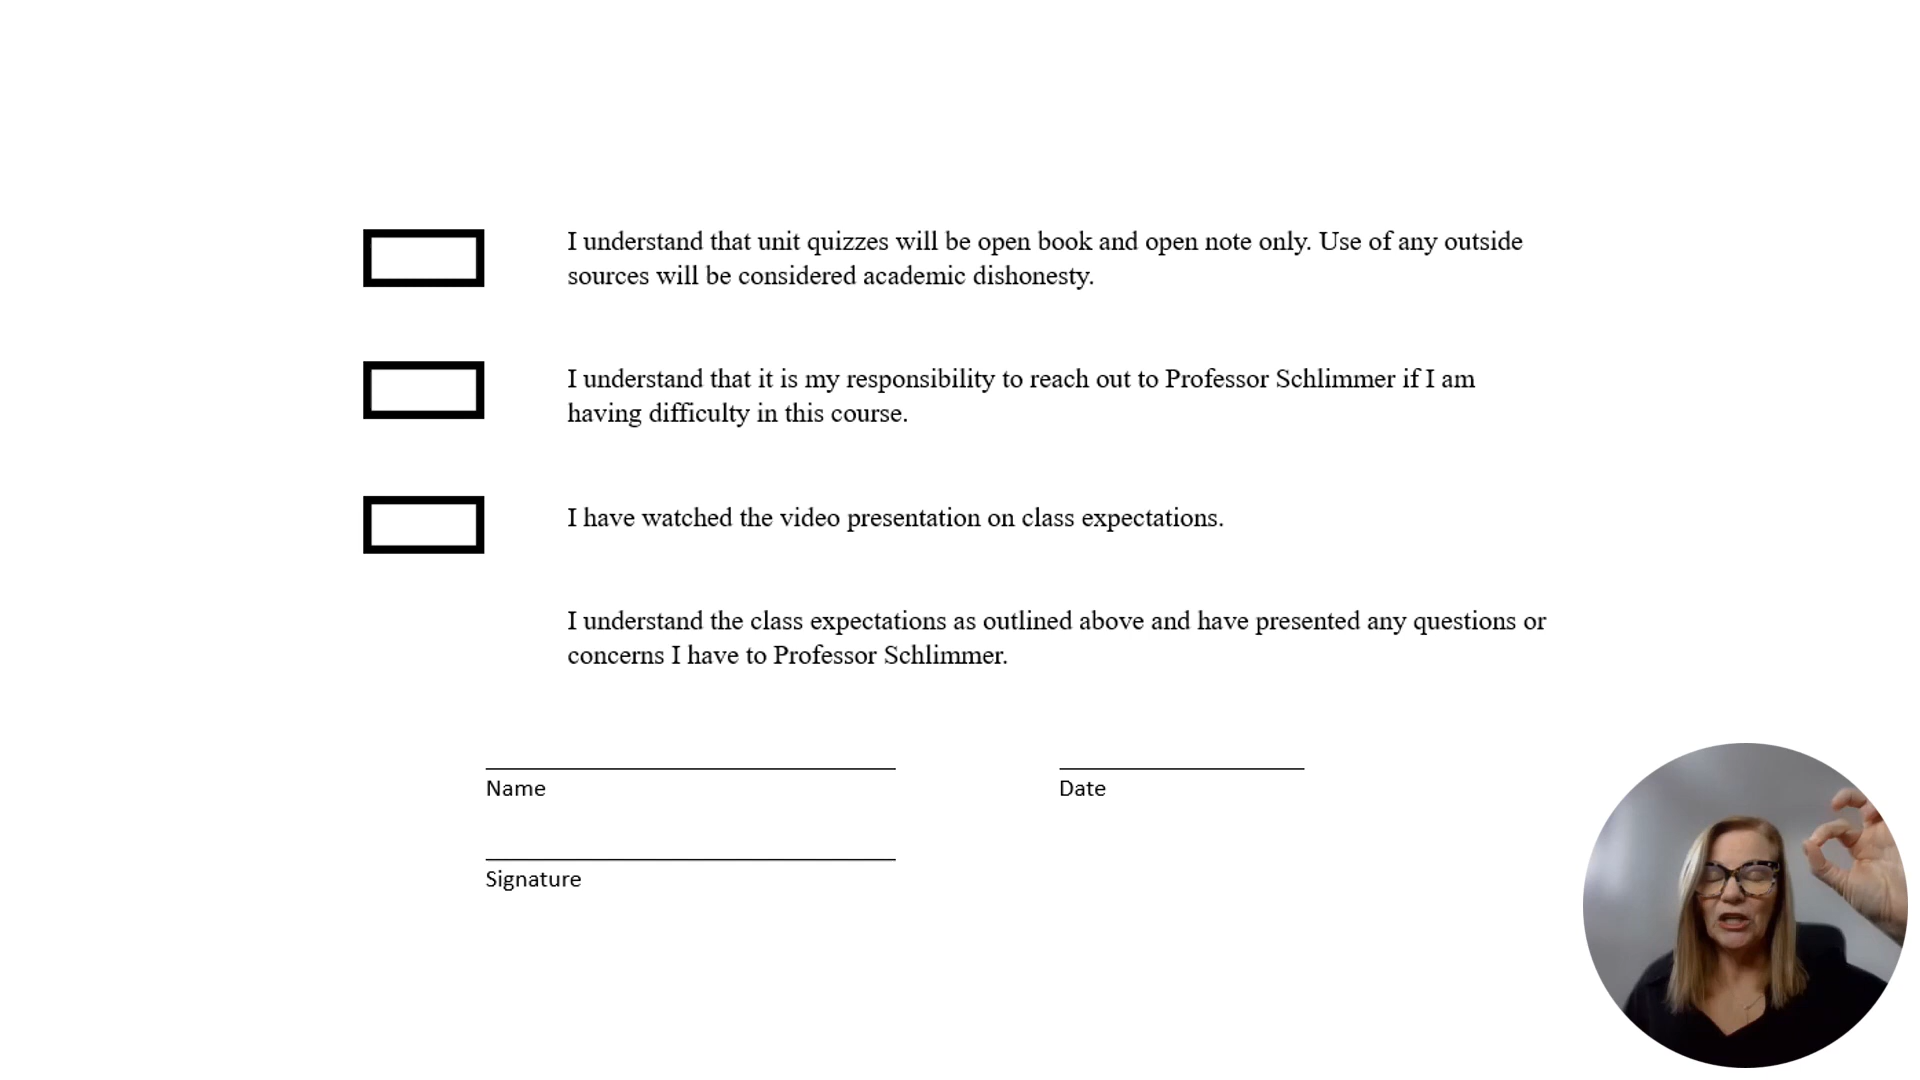 I understand that unit quizzes will be open book and open note only. Use of any outside
sources will be considered academic dishonesty.
I understand that it is my responsibility to reach out to Professor Schlimmer if I am
having difficulty in this course.
I have watched the video presentation on class expectations.
I understand the class expectations as outlined above and have presented any questions or
concerns I have to Professor Schlimmer.
Name
Date
Signature